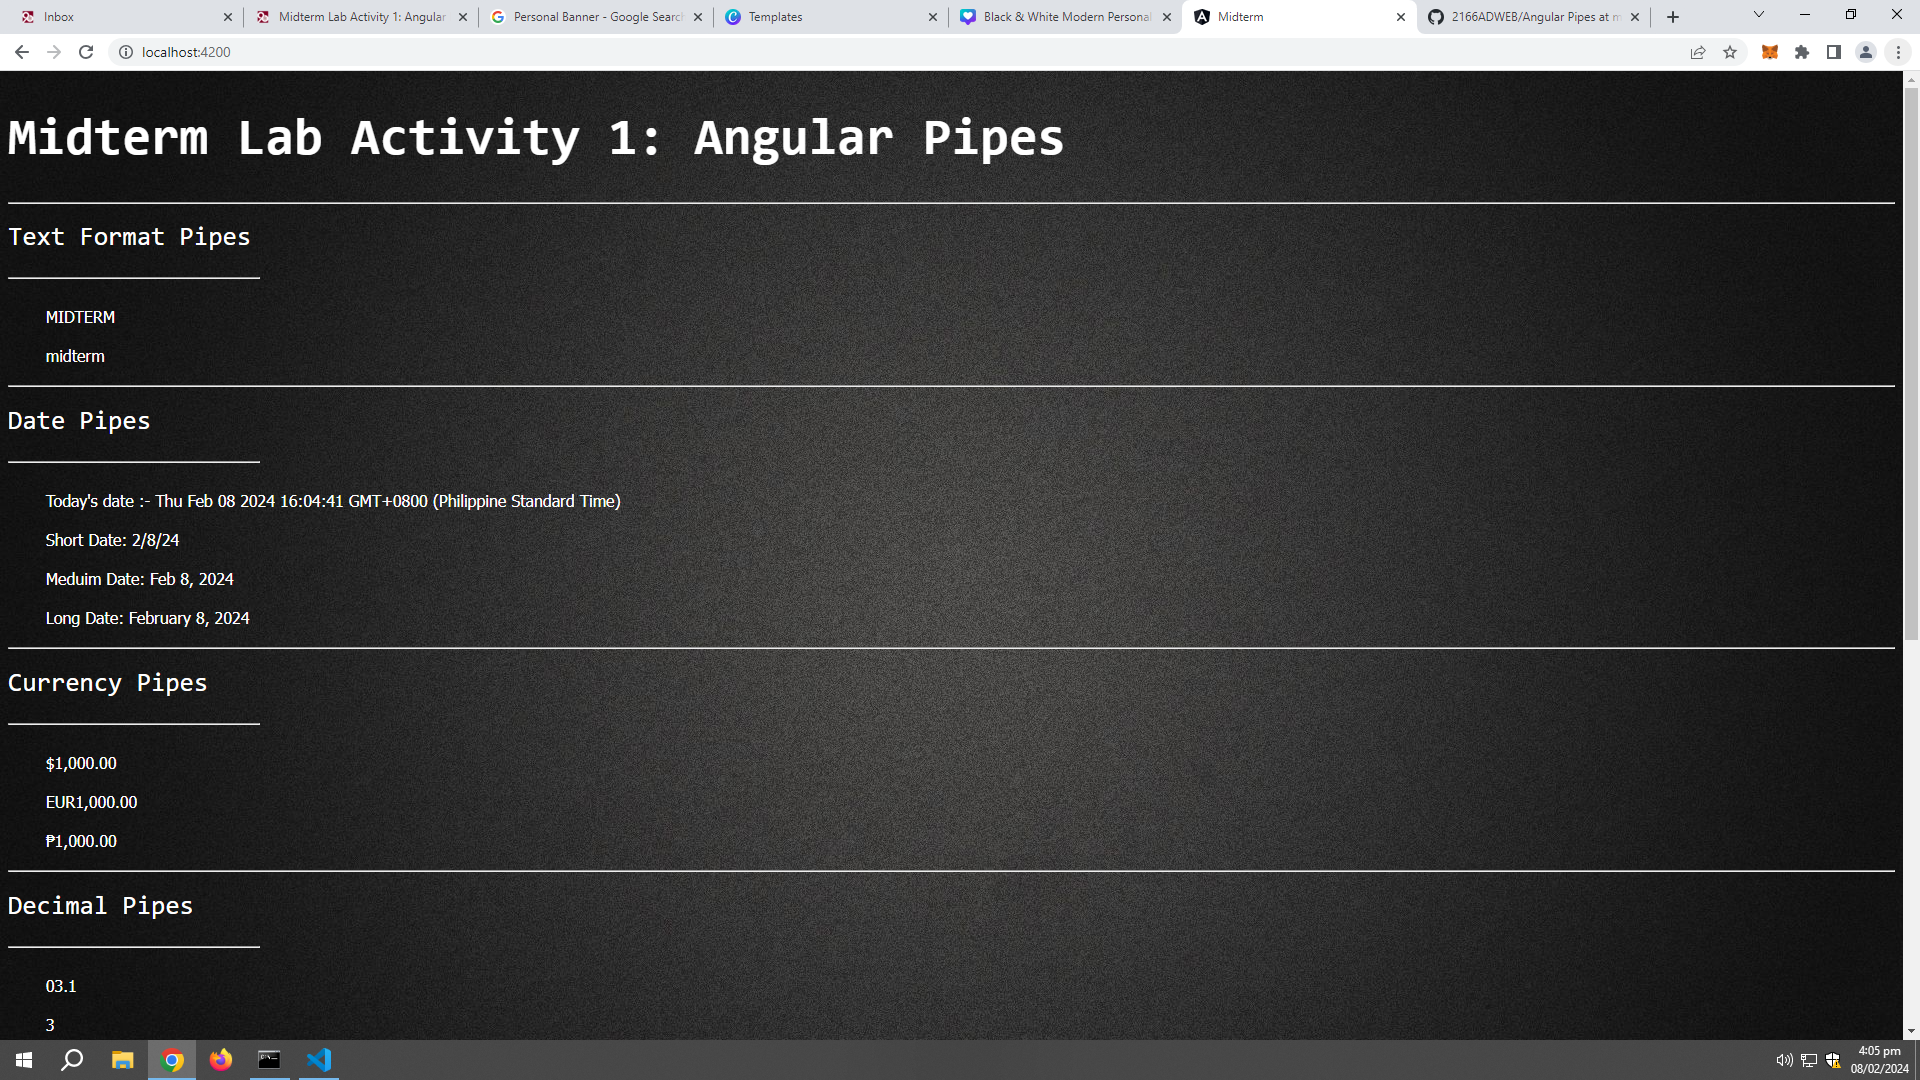 Inbox
Midterm Lab Activity 1: Angular
Personal Banner - Google Searc
Templates
Black & White Modern Personal
Midterm
2166ADWEB/Angular Pipes at m
localhost:4200
Midterm Lab Activity 1: Angular Pipes
Text Format Pipes
MIDTERM
midterm
Date Pipes
Today's date :- Thu Feb 08 2024 16:04:41 GMT+0800 (Philippine Standard Time)
Short Date: 2/8/24
Meduim Date: Feb 8, 2024
Long Date: February 8, 2024
Currency Pipes
$1,000.00
EUR1,000.00
₱1,000.00
Decimal Pipes
03.1
3
4:05 pm
08/02/2024